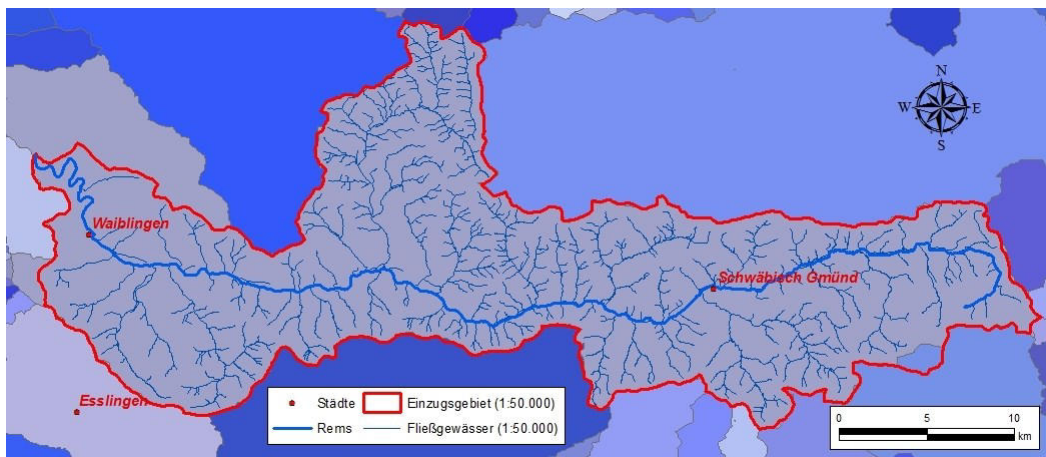 N
W E
S
Waiblingen
Schwäbisch Gmünd
Esslingen
Städte Einzugsgebiet (1:50.000)
Rems Fließgewässer (1:50.000)
0 5 10
km